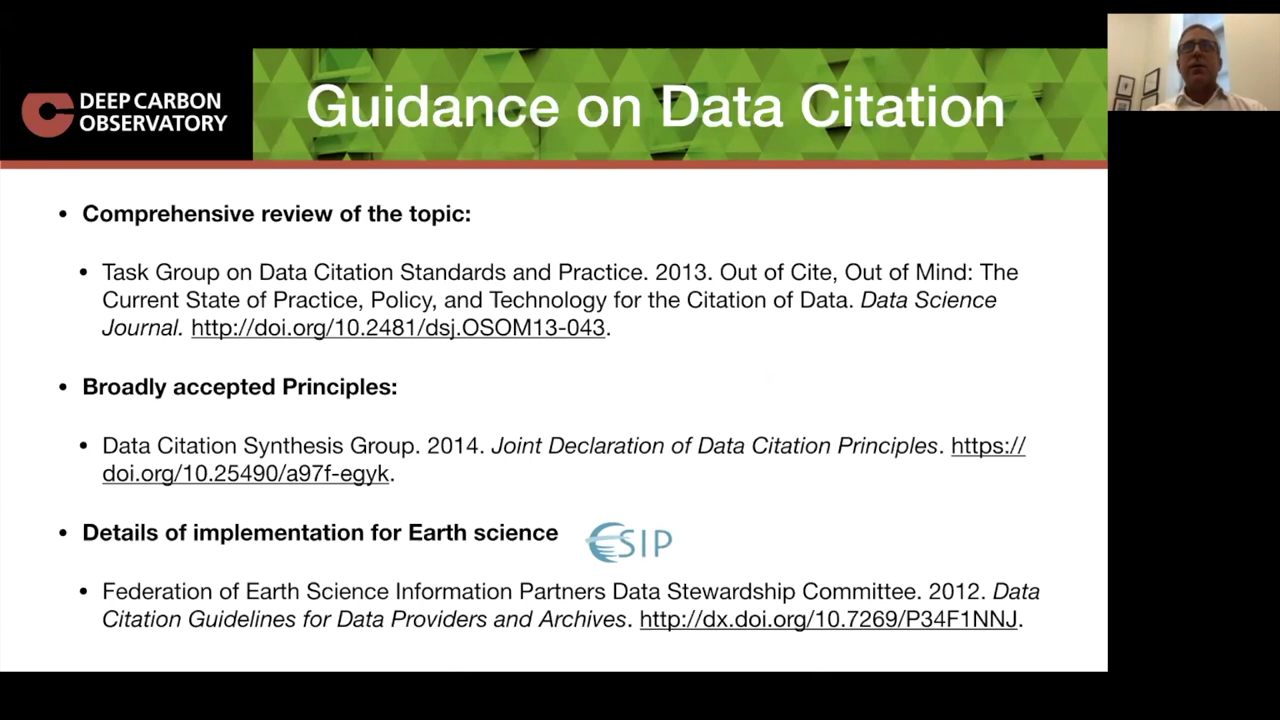 DEEP CARBON
OBSERVATORY
Guidance on Data Citation
• Comprehensive review of the topic:
• Task Group on Data Citation Standards and Practice. 2013. Out of Cite, Out of Mind: The
Current State of Practice, Policy, and Technology for the Citation of Data. Data Science
Journal. http://doi.org/10.2481/dsj.OSOM13-043.
• Broadly accepted Principles:
• Data Citation Synthesis Group. 2014. Joint Declaration of Data Citation Principles. https://
doi.org/10.25490/a97f-egyk.
• Details of implementation for Earth science
ESIP
• Federation of Earth Science Information Partners Data Stewardship Committee. 2012. Data
Citation Guidelines for Data Providers and Archives. http://dx.doi.org/10.7269/P34F1NNJ.